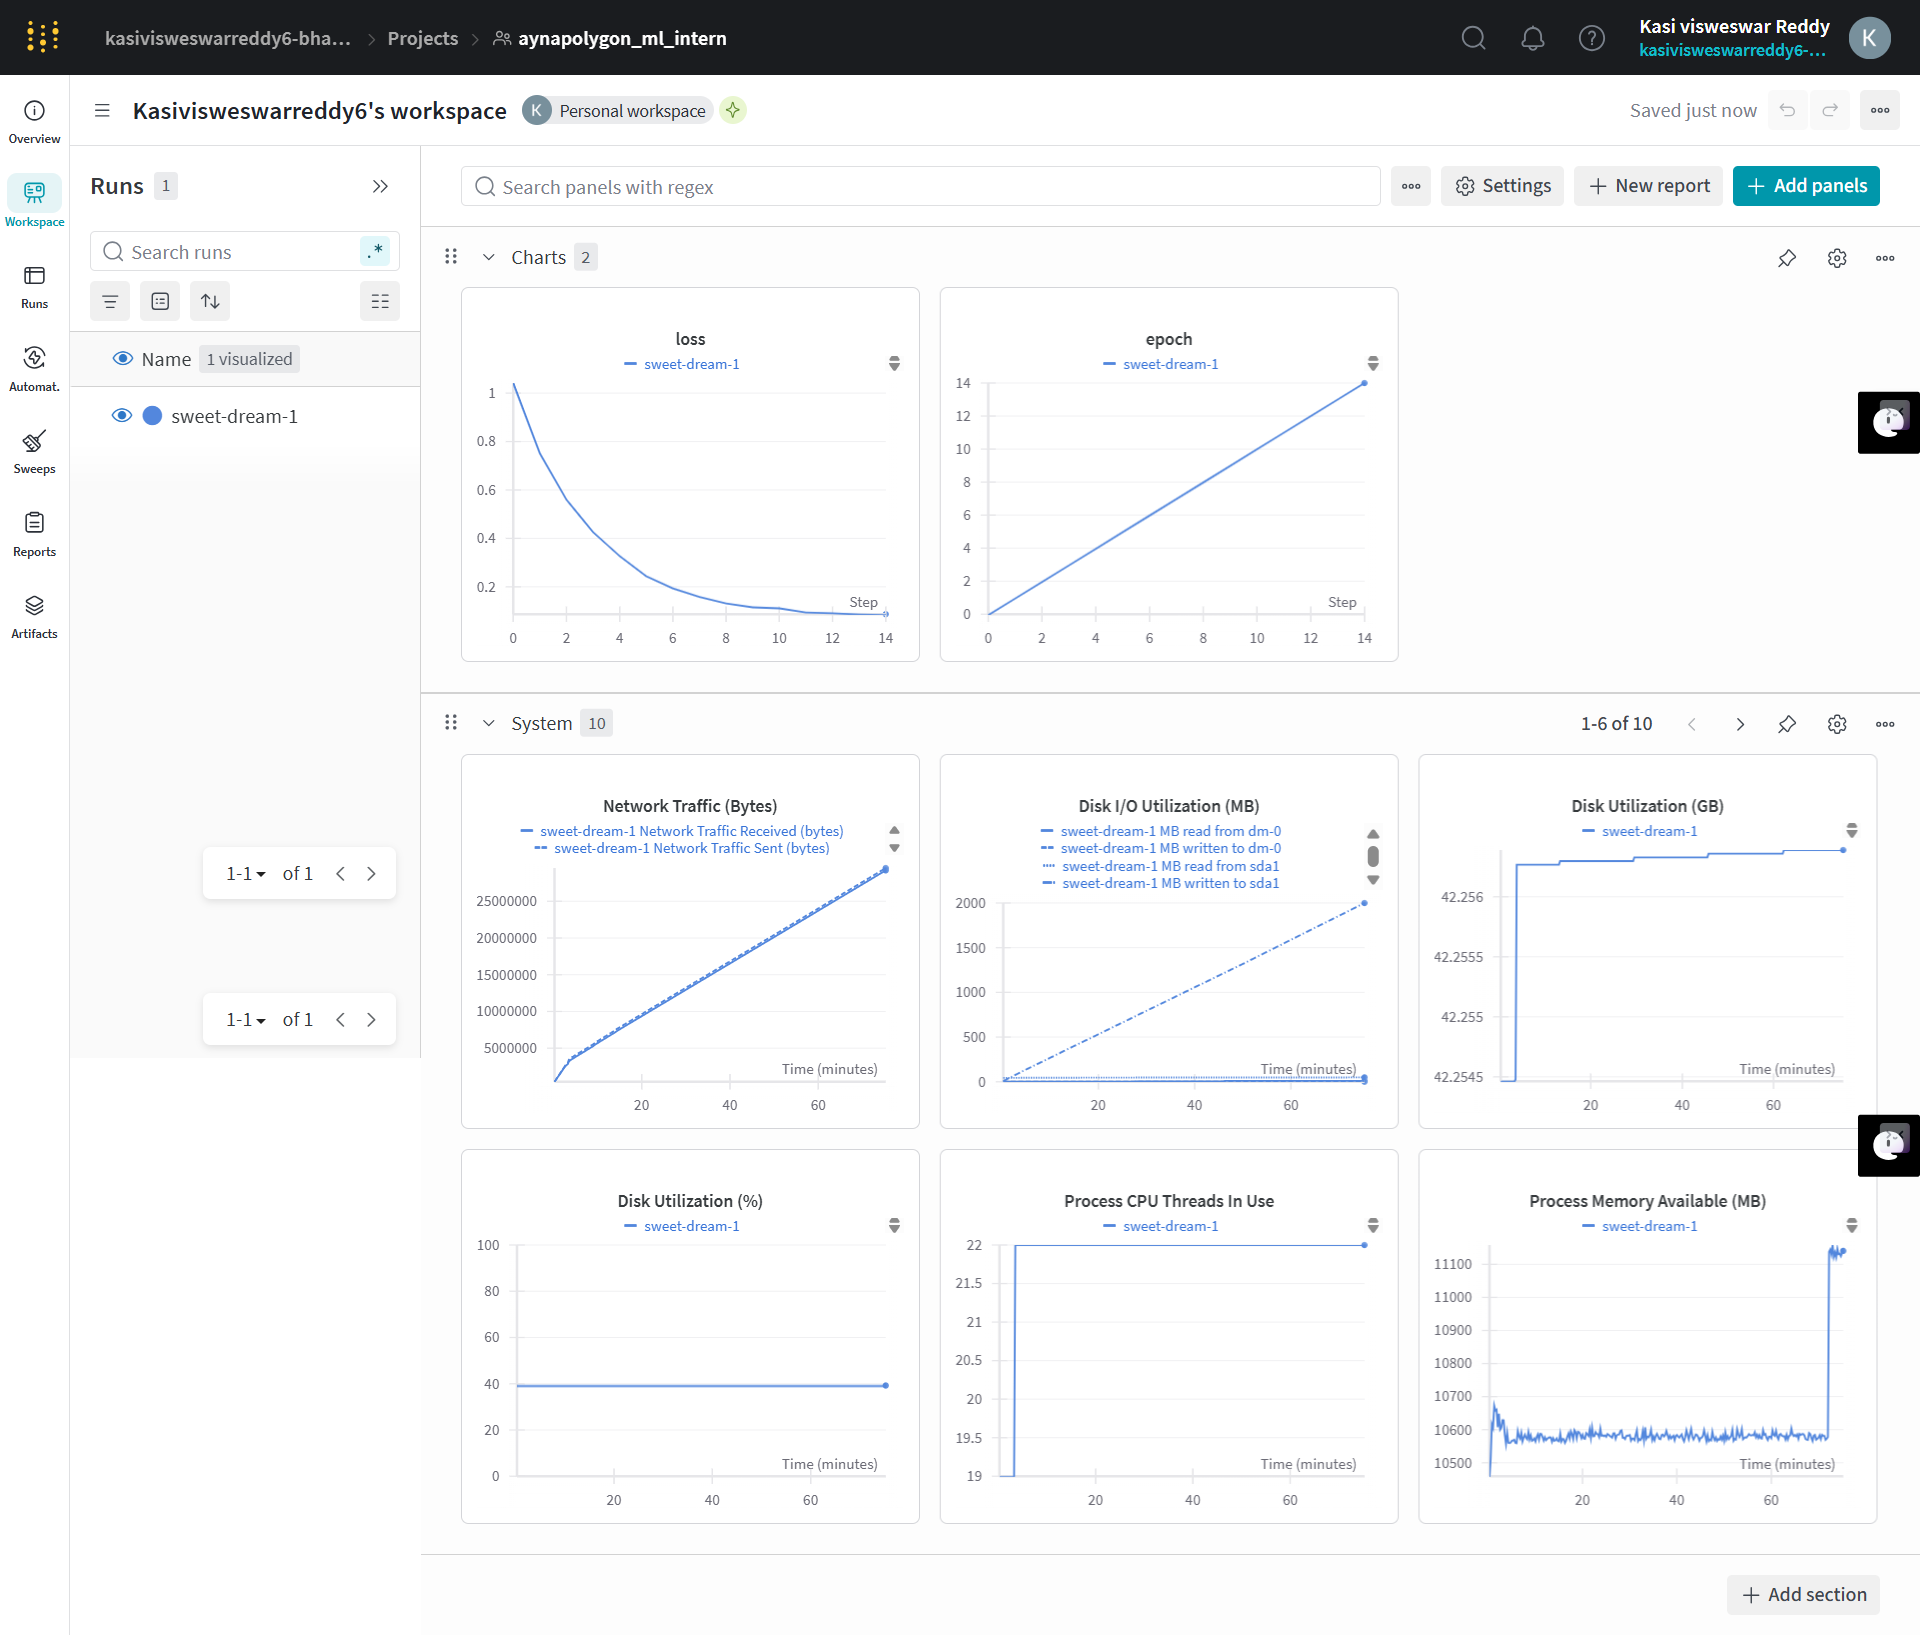 kasivisweswarreddy6-bha... > Projects > aynapolygon_ml_intern
Kasi visweswar Reddy
kasivisweswarreddy6-...
K
Kasivisweswarreddy6's workspace
K Personal workspace
Saved just now
Overview
Workspace
Runs
Automat.
Sweeps
Reports
Artifacts
Runs 1
Search runs
.*
Name 1 visualized
sweet-dream-1
1-1 of 1
1-1 of 1
Search panels with regex
Settings
New report
Add panels
Charts 2
loss
sweet-dream-1
1
0.8
0.6
0.4
0.2
Step
0 2 4 6 8 10 12 14
epoch
sweet-dream-1
14
12
10
8
6
4
2
0
Step
0 2 4 6 8 10 12 14
System 10
1-6 of 10
Network Traffic (Bytes)
sweet-dream-1 Network Traffic Received (bytes)
sweet-dream-1 Network Traffic Sent (bytes)
25000000
20000000
15000000
10000000
5000000
Time (minutes)
20 40 60
Disk I/O Utilization (MB)
sweet-dream-1 MB read from dm-0
sweet-dream-1 MB written to dm-0
sweet-dream-1 MB read from sda1
sweet-dream-1 MB written to sda1
2000
1500
1000
500
0
Time (minutes)
20 40 60
Disk Utilization (GB)
sweet-dream-1
42.256
42.2555
42.255
42.2545
Time (minutes)
20 40 60
Disk Utilization (%)
sweet-dream-1
100
80
60
40
20
0
Time (minutes)
20 40 60
Process CPU Threads In Use
sweet-dream-1
22
21.5
21
20.5
20
19.5
19
Time (minutes)
20 40 60
Process Memory Available (MB)
sweet-dream-1
11100
11000
10900
10800
10700
10600
10500
Time (minutes)
20 40 60
Add section